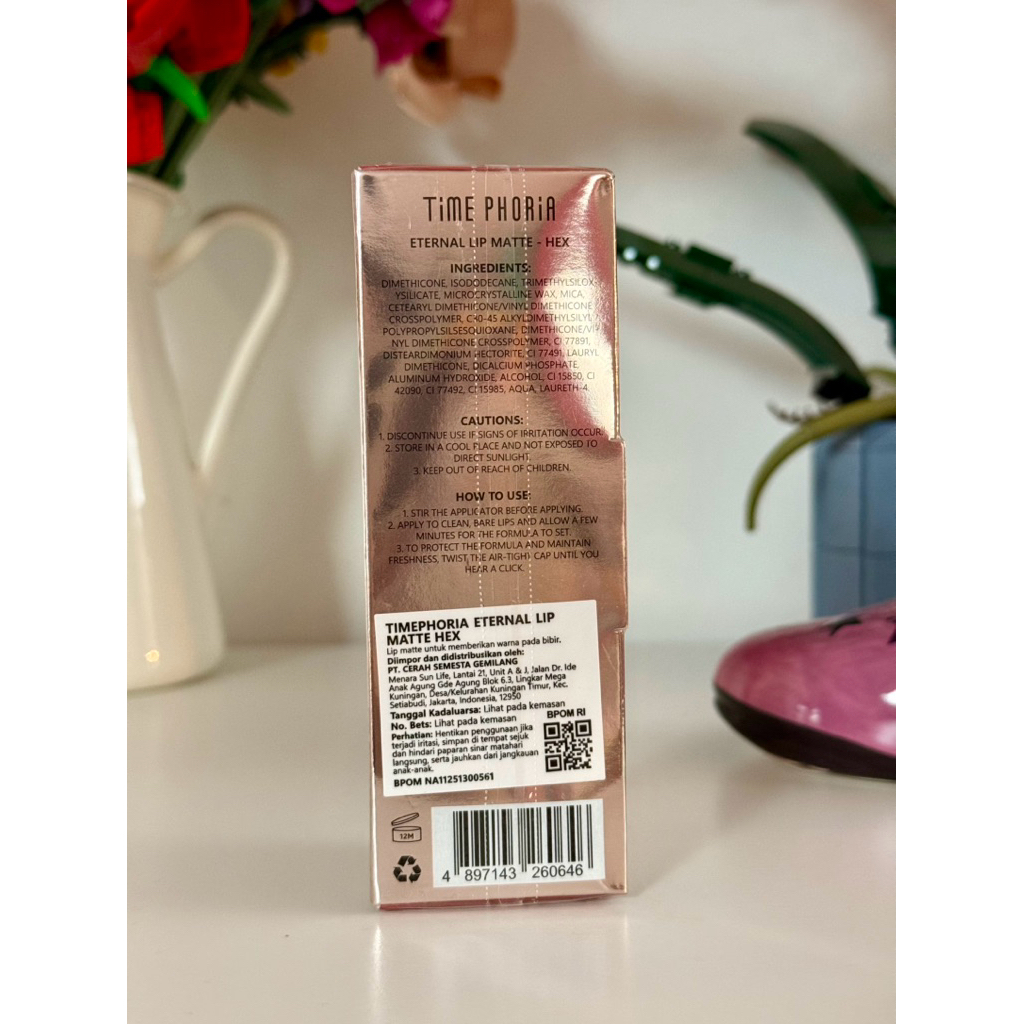 TiME PHORiA
ETERNAL LIP MATTE - HEX
INGREDIENTS:
DIMETHICONE, ISODODECANE, TRIMETHYLSILOX-
YSILICATE, MICROCRYSTALLINE WAX, MICA,
CETEARYL DIMETHICONE/VINYL DIMETHICONE
CROSSPOLYMER, C30-45 ALKYLDIMETHYLSILYL
POLYPROPYLSILSESQUIOXANE, DIMETHICONE/VI-
NYL DIMETHICONE CROSSPOLYMER, CI 77891,
DISTEARDIMONIUM HECTORITE, CI 77491, LAURYL
DIMETHICONE, DICALCIUM PHOSPHATE,
ALUMINUM HYDROXIDE, ALCOHOL, CI 15850, CI
42090, CI 77492, CI 15985, AQUA, LAURETH-4.
CAUTIONS:
1. DISCONTINUE USE IF SIGNS OF IRRITATION OCCUR.
2. STORE IN A COOL PLACE AND NOT EXPOSED TO
DIRECT SUNLIGHT.
3. KEEP OUT OF REACH OF CHILDREN.
HOW TO USE:
1. STIR THE APPLICATOR BEFORE APPLYING.
2. APPLY TO CLEAN, BARE LIPS AND ALLOW A FEW
MINUTES FOR THE FORMULA TO SET.
3. TO PROTECT THE FORMULA AND MAINTAIN
FRESHNESS, TWIST THE AIR-TIGHT CAP UNTIL YOU
HEAR A CLICK.
TIMEPHORIA ETERNAL LIP
MATTE HEX
Lip matte untuk memberikan warna pada bibir.
Diimpor dan didistribusikan oleh:
PT. CERAH SEMESTA GEMILANG
Menara Sun Life, Lantai 21, Unit A & J, Jalan Dr. Ide
Anak Agung Gde Agung Blok 6.3, Lingkar Mega
Kuningan, Desa/Kelurahan Kuningan Timur, Kec.
Setiabudi, Jakarta, Indonesia, 12950
Tanggal Kadaluarsa: Lihat pada kemasan
No. Bets: Lihat pada kemasan
BPOM RI
Perhatian: Hentikan penggunaan jika
terjadi iritasi, simpan di tempat sejuk
dan hindari paparan sinar matahari
langsung, serta jauhkan dari jangkauan
anak-anak.
BPOM NA11251300561
12M
4 897143 260646